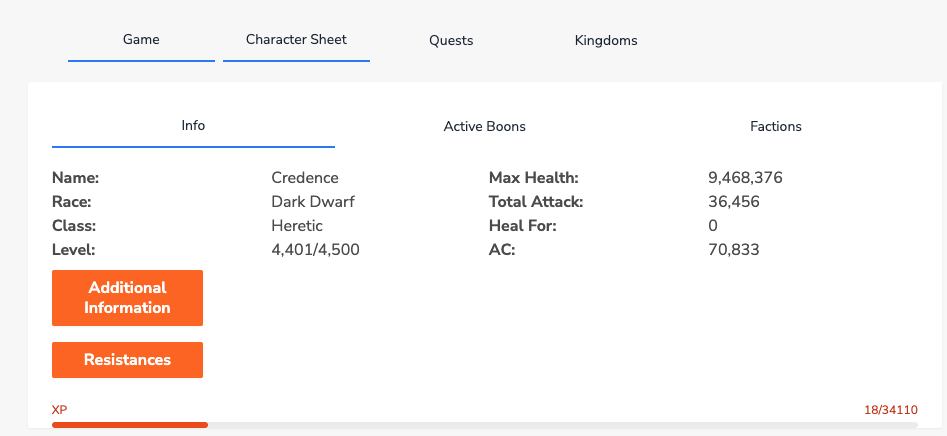 Game Character Sheet Quests Kingdoms
Info Active Boons Factions
Name: Credence Max Health: 9,468,376
Race: Dark Dwarf Total Attack: 36,456
Class: Heretic Heal For: 0
Level: 4,401/4,500 AC: 70,833
Additional
Information
Resistances
XP 18/34110